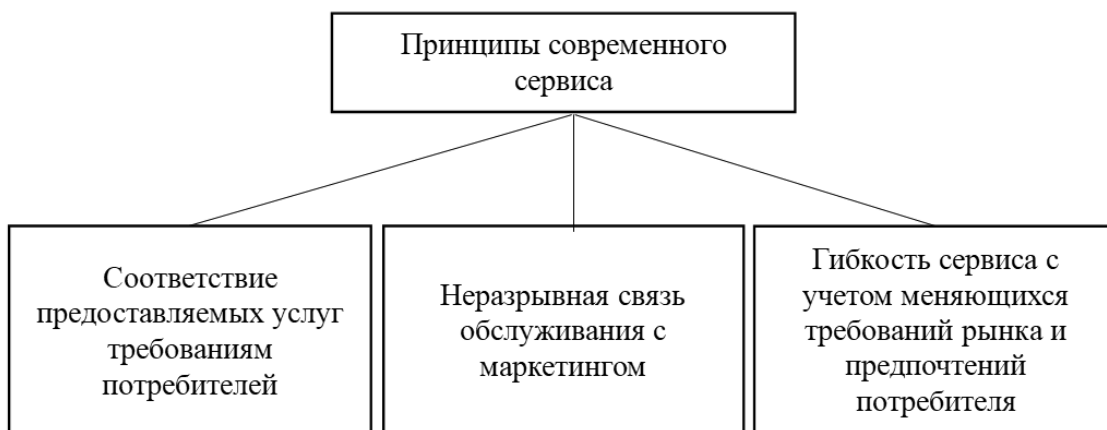 Принципы современного
сервиса
Соответствие
предоставляемых услуг
требованиям
потребителей
Неразрывная связь
обслуживания с
маркетингом
Гибкость сервиса с
учетом меняющихся
требований рынка и
предпочтений
потребителя